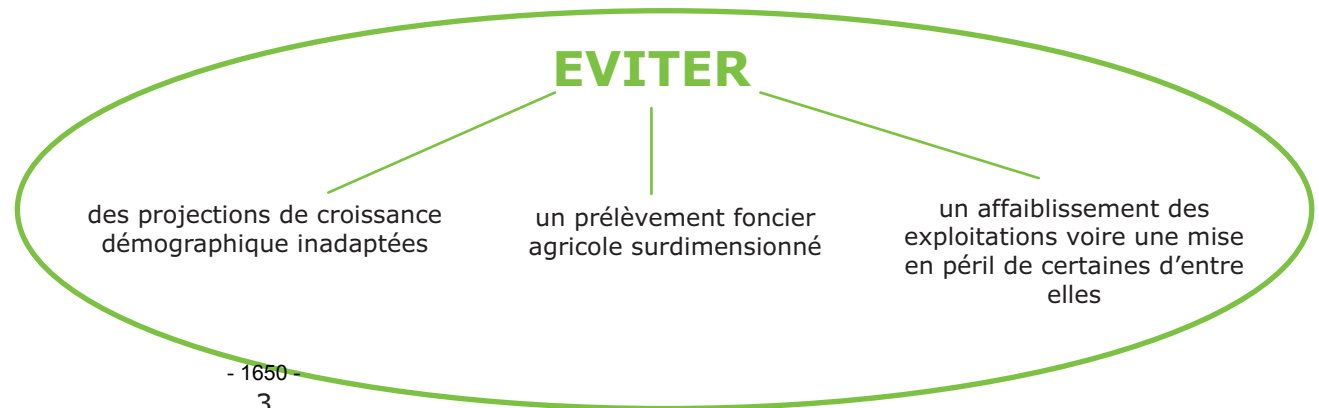 EVITER
des projections de croissance
démographique inadaptées
un prélèvement foncier
agricole surdimensionné
un affaiblissement des
exploitations voire une mise
en péril de certaines d’entre
elles
- 1650 -
3